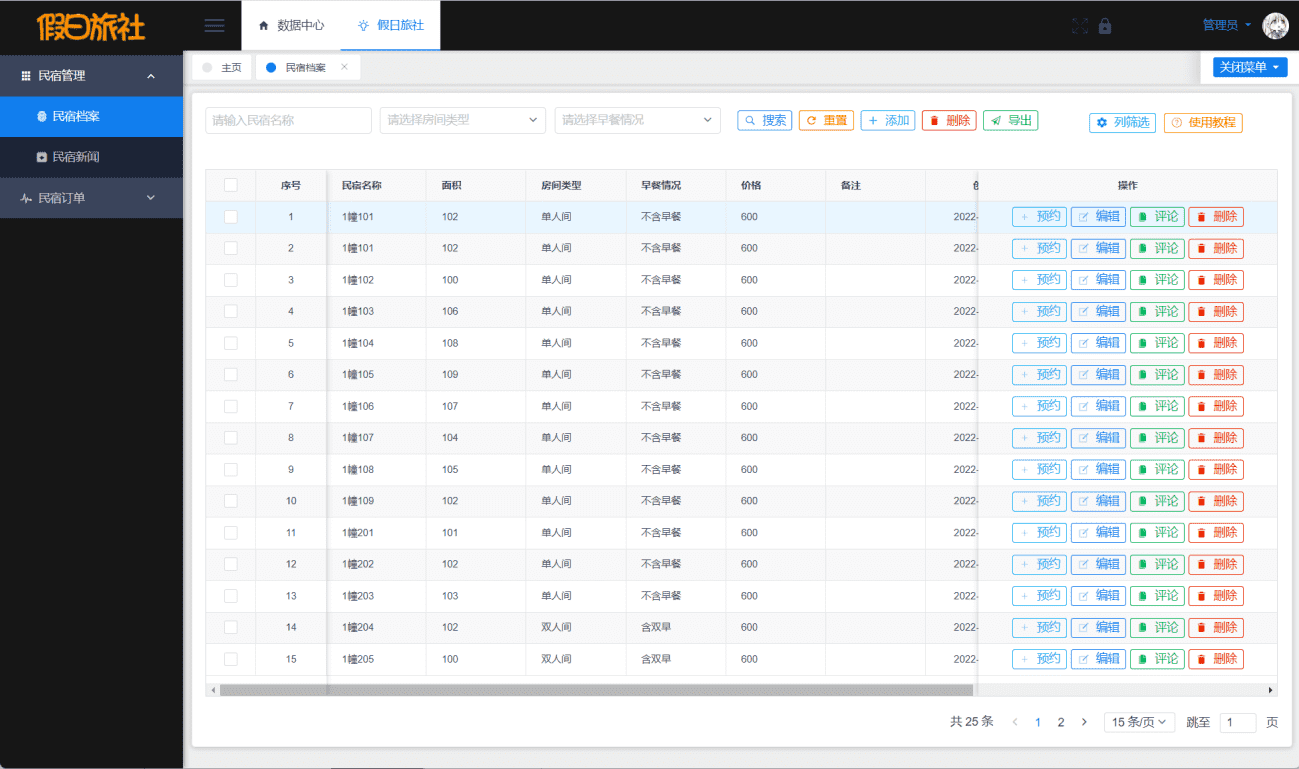 假日旅社 数据中心 假日旅社 管理员
民宿管理
民宿档案
民宿新闻
民宿订单
主页 民宿档案 × 关闭菜单
请输入民宿名称 请选择房间类型 请选择早餐情况 搜索 重置 添加 删除 导出 列筛选 使用教程
序号 民宿名称 面积 房间类型 早餐情况 价格 备注 操作
1 1幢101 102 单人间 不含早餐 600 2022- 预约 编辑 评论 删除
2 1幢101 102 单人间 不含早餐 600 2022- 预约 编辑 评论 删除
3 1幢102 100 单人间 不含早餐 600 2022- 预约 编辑 评论 删除
4 1幢103 106 单人间 不含早餐 600 2022- 预约 编辑 评论 删除
5 1幢104 108 单人间 不含早餐 600 2022- 预约 编辑 评论 删除
6 1幢105 109 单人间 不含早餐 600 2022- 预约 编辑 评论 删除
7 1幢106 107 单人间 不含早餐 600 2022- 预约 编辑 评论 删除
8 1幢107 104 单人间 不含早餐 600 2022- 预约 编辑 评论 删除
9 1幢108 105 单人间 不含早餐 600 2022- 预约 编辑 评论 删除
10 1幢109 102 单人间 不含早餐 600 2022- 预约 编辑 评论 删除
11 1幢201 101 单人间 不含早餐 600 2022- 预约 编辑 评论 删除
12 1幢202 102 单人间 不含早餐 600 2022- 预约 编辑 评论 删除
13 1幢203 103 单人间 不含早餐 600 2022- 预约 编辑 评论 删除
14 1幢204 102 双人间 含双早 600 2022- 预约 编辑 评论 删除
15 1幢205 100 双人间 含双早 600 2022- 预约 编辑 评论 删除
共 25 条 < 1 2 > 15 条/页 跳至 1 页